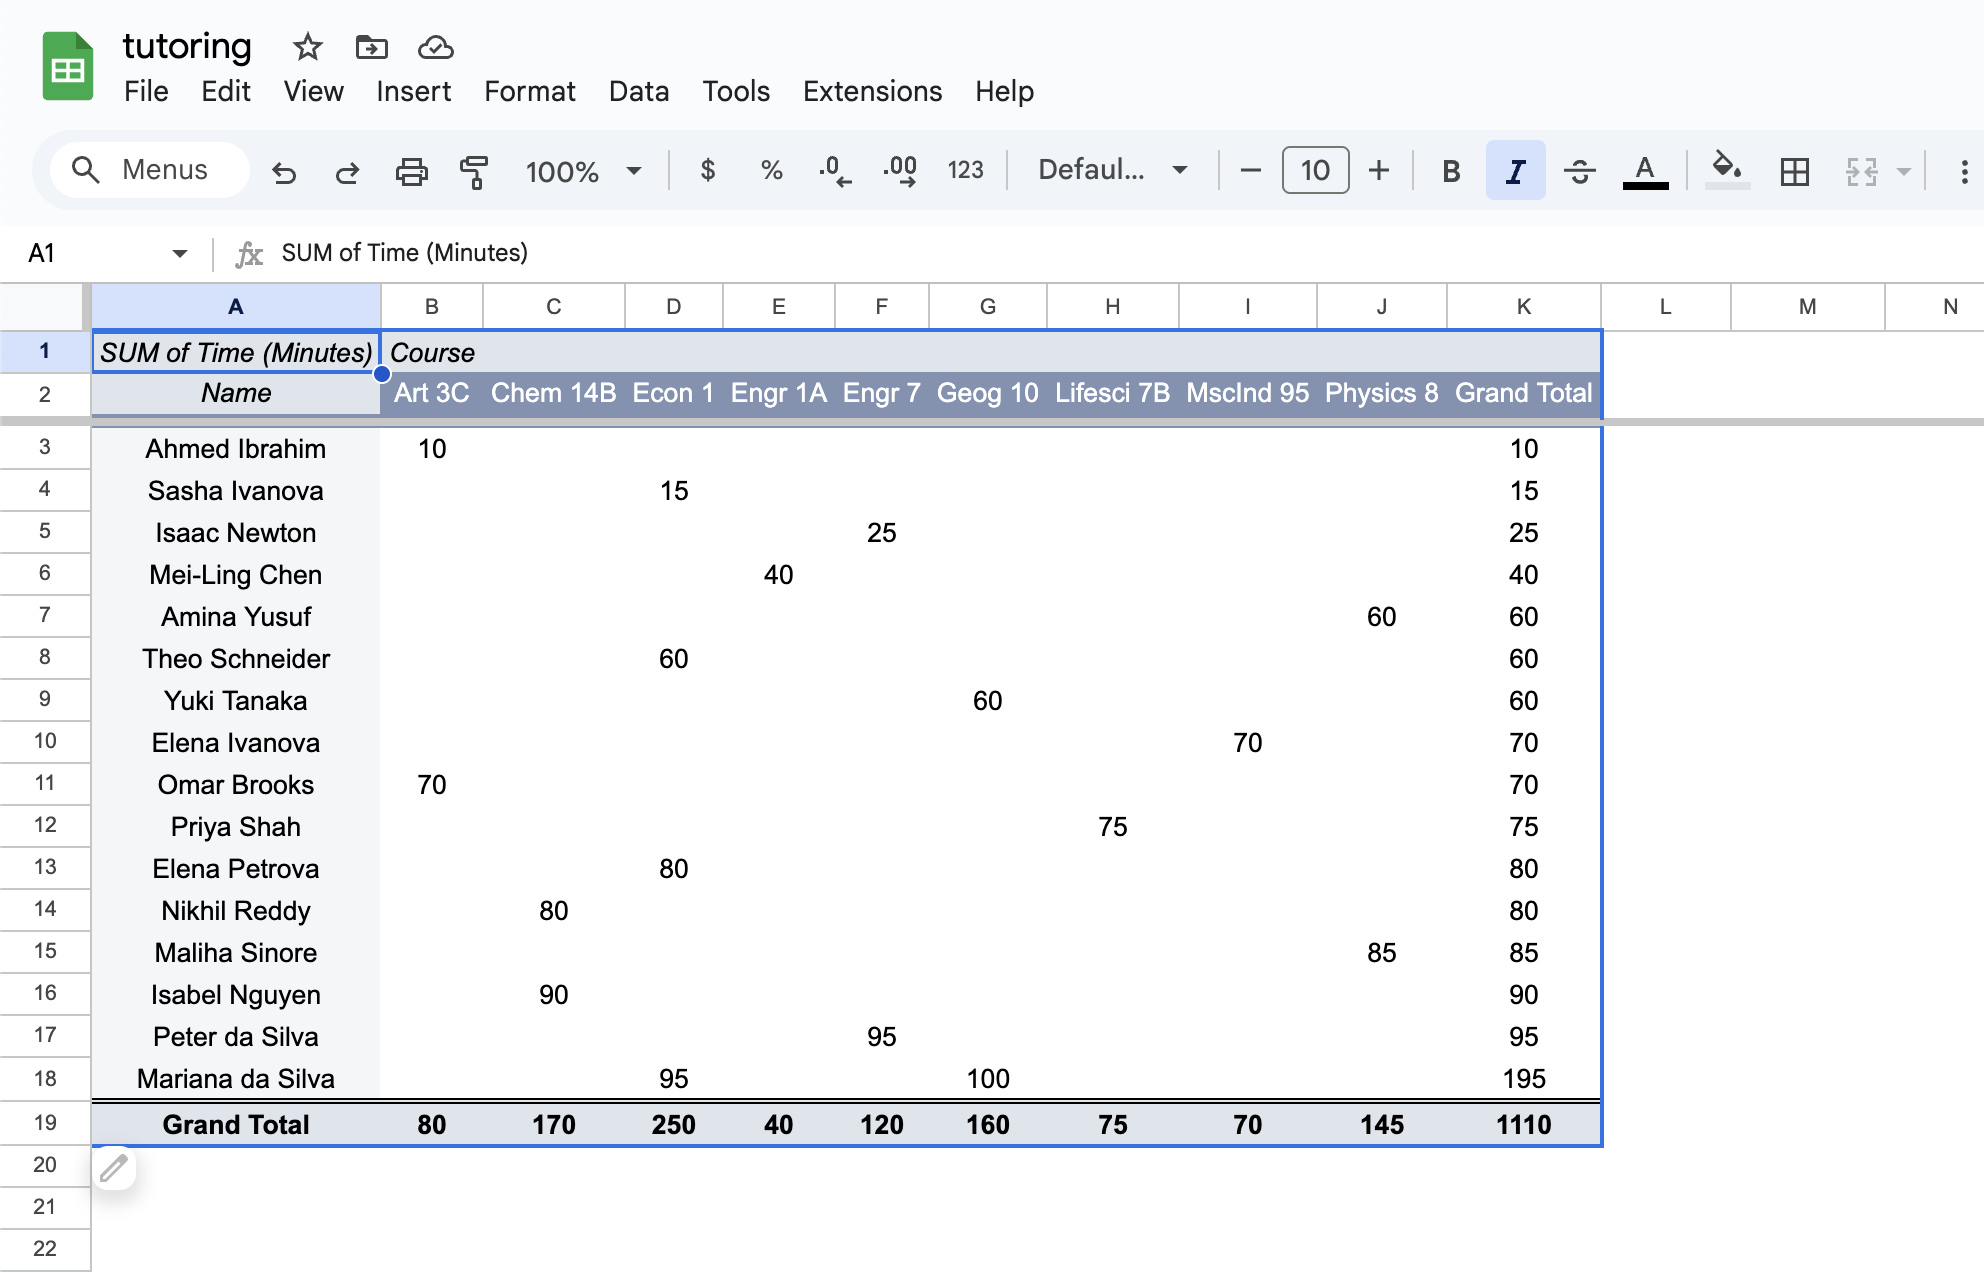 tutoring
File Edit View Insert Format Data Tools Extensions Help
Menus 100% $ % .0 .00 123 Defaul... 10 B I A
A1 fx SUM of Time (Minutes)
A B C D E F G H I J K L M N
1 SUM of Time (Minutes) Course
2 Name Art 3C Chem 14B Econ 1 Engr 1A Engr 7 Geog 10 Lifesci 7B MscInd 95 Physics 8 Grand Total
3 Ahmed Ibrahim 10 10
4 Sasha Ivanova 15 15
5 Isaac Newton 25 25
6 Mei-Ling Chen 40 40
7 Amina Yusuf 60 60
8 Theo Schneider 60 60
9 Yuki Tanaka 60 60
10 Elena Ivanova 70 70
11 Omar Brooks 70 70
12 Priya Shah 75 75
13 Elena Petrova 80 80
14 Nikhil Reddy 80 80
15 Maliha Sinore 85 85
16 Isabel Nguyen 90 90
17 Peter da Silva 95 95
18 Mariana da Silva 95 100 195
19 Grand Total 80 170 250 40 120 160 75 70 145 1110
20
21
22